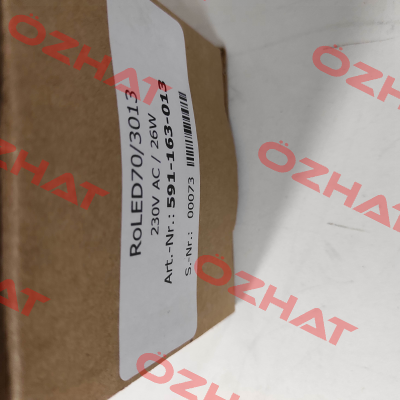 RoLED70/3013
230V AC / 26W
Art.-Nr.: 591-163-013
S.-Nr.: 00073
ÖZHAT
ÖZHAT
ÖZHAT
ÖZHAT
ÖZHAT